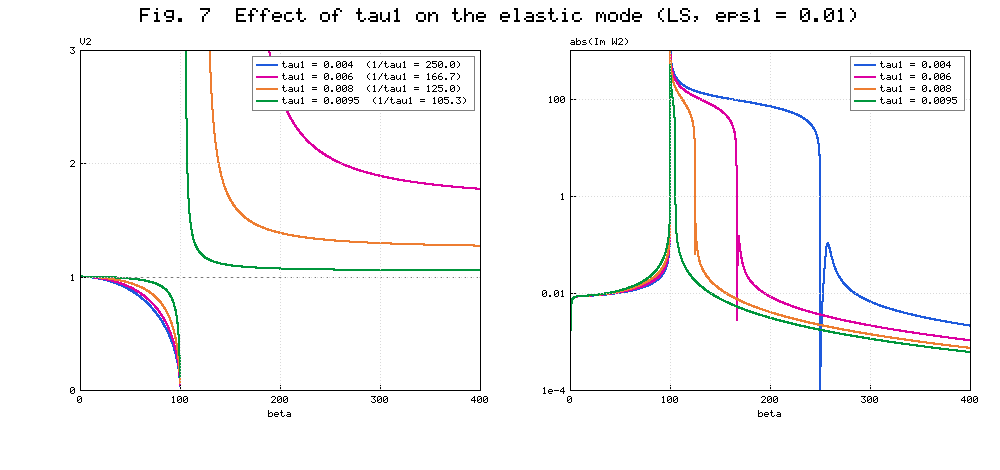 Fig. 7  Effect of tau1 on the elastic mode (LS, eps1 = 0.01)
V2
3
2
1
0
0 100 200 300 400
beta
tau1 = 0.004  (1/tau1 = 250.0)
tau1 = 0.006  (1/tau1 = 166.7)
tau1 = 0.008  (1/tau1 = 125.0)
tau1 = 0.0095  (1/tau1 = 105.3)
abs(Im W2)
100
1
0.01
1e-4
0 100 200 300 400
beta
tau1 = 0.004
tau1 = 0.006
tau1 = 0.008
tau1 = 0.0095